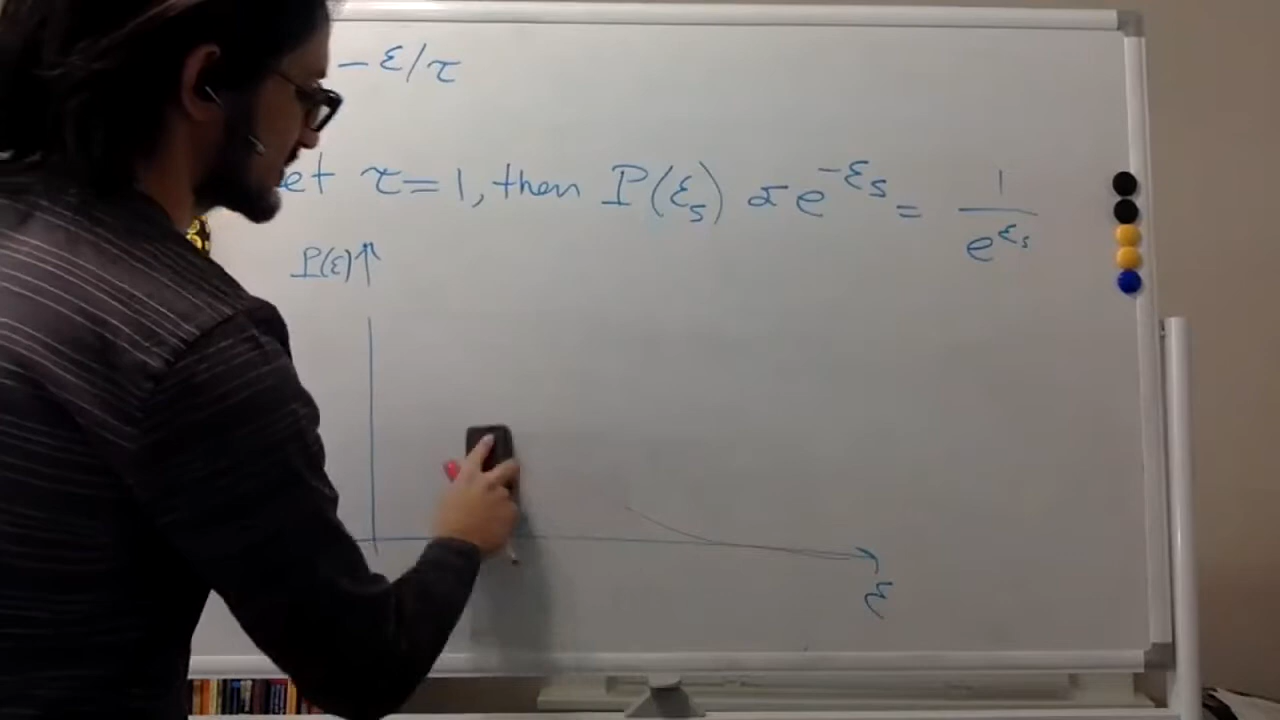 - ε/τ
et τ=1, then P(εₛ) ∝ e^{-εₛ} = 1/e^{εₛ}
P(ε)↑
ε